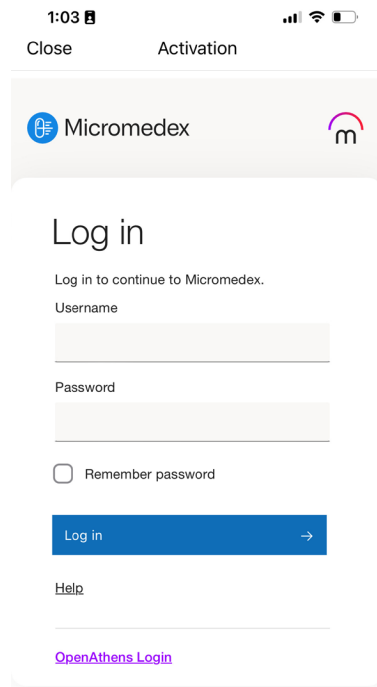 1:03
Close Activation
Micromedex
m
Log in
Log in to continue to Micromedex.
Username
Password
Remember password
Log in →
Help
OpenAthens Login